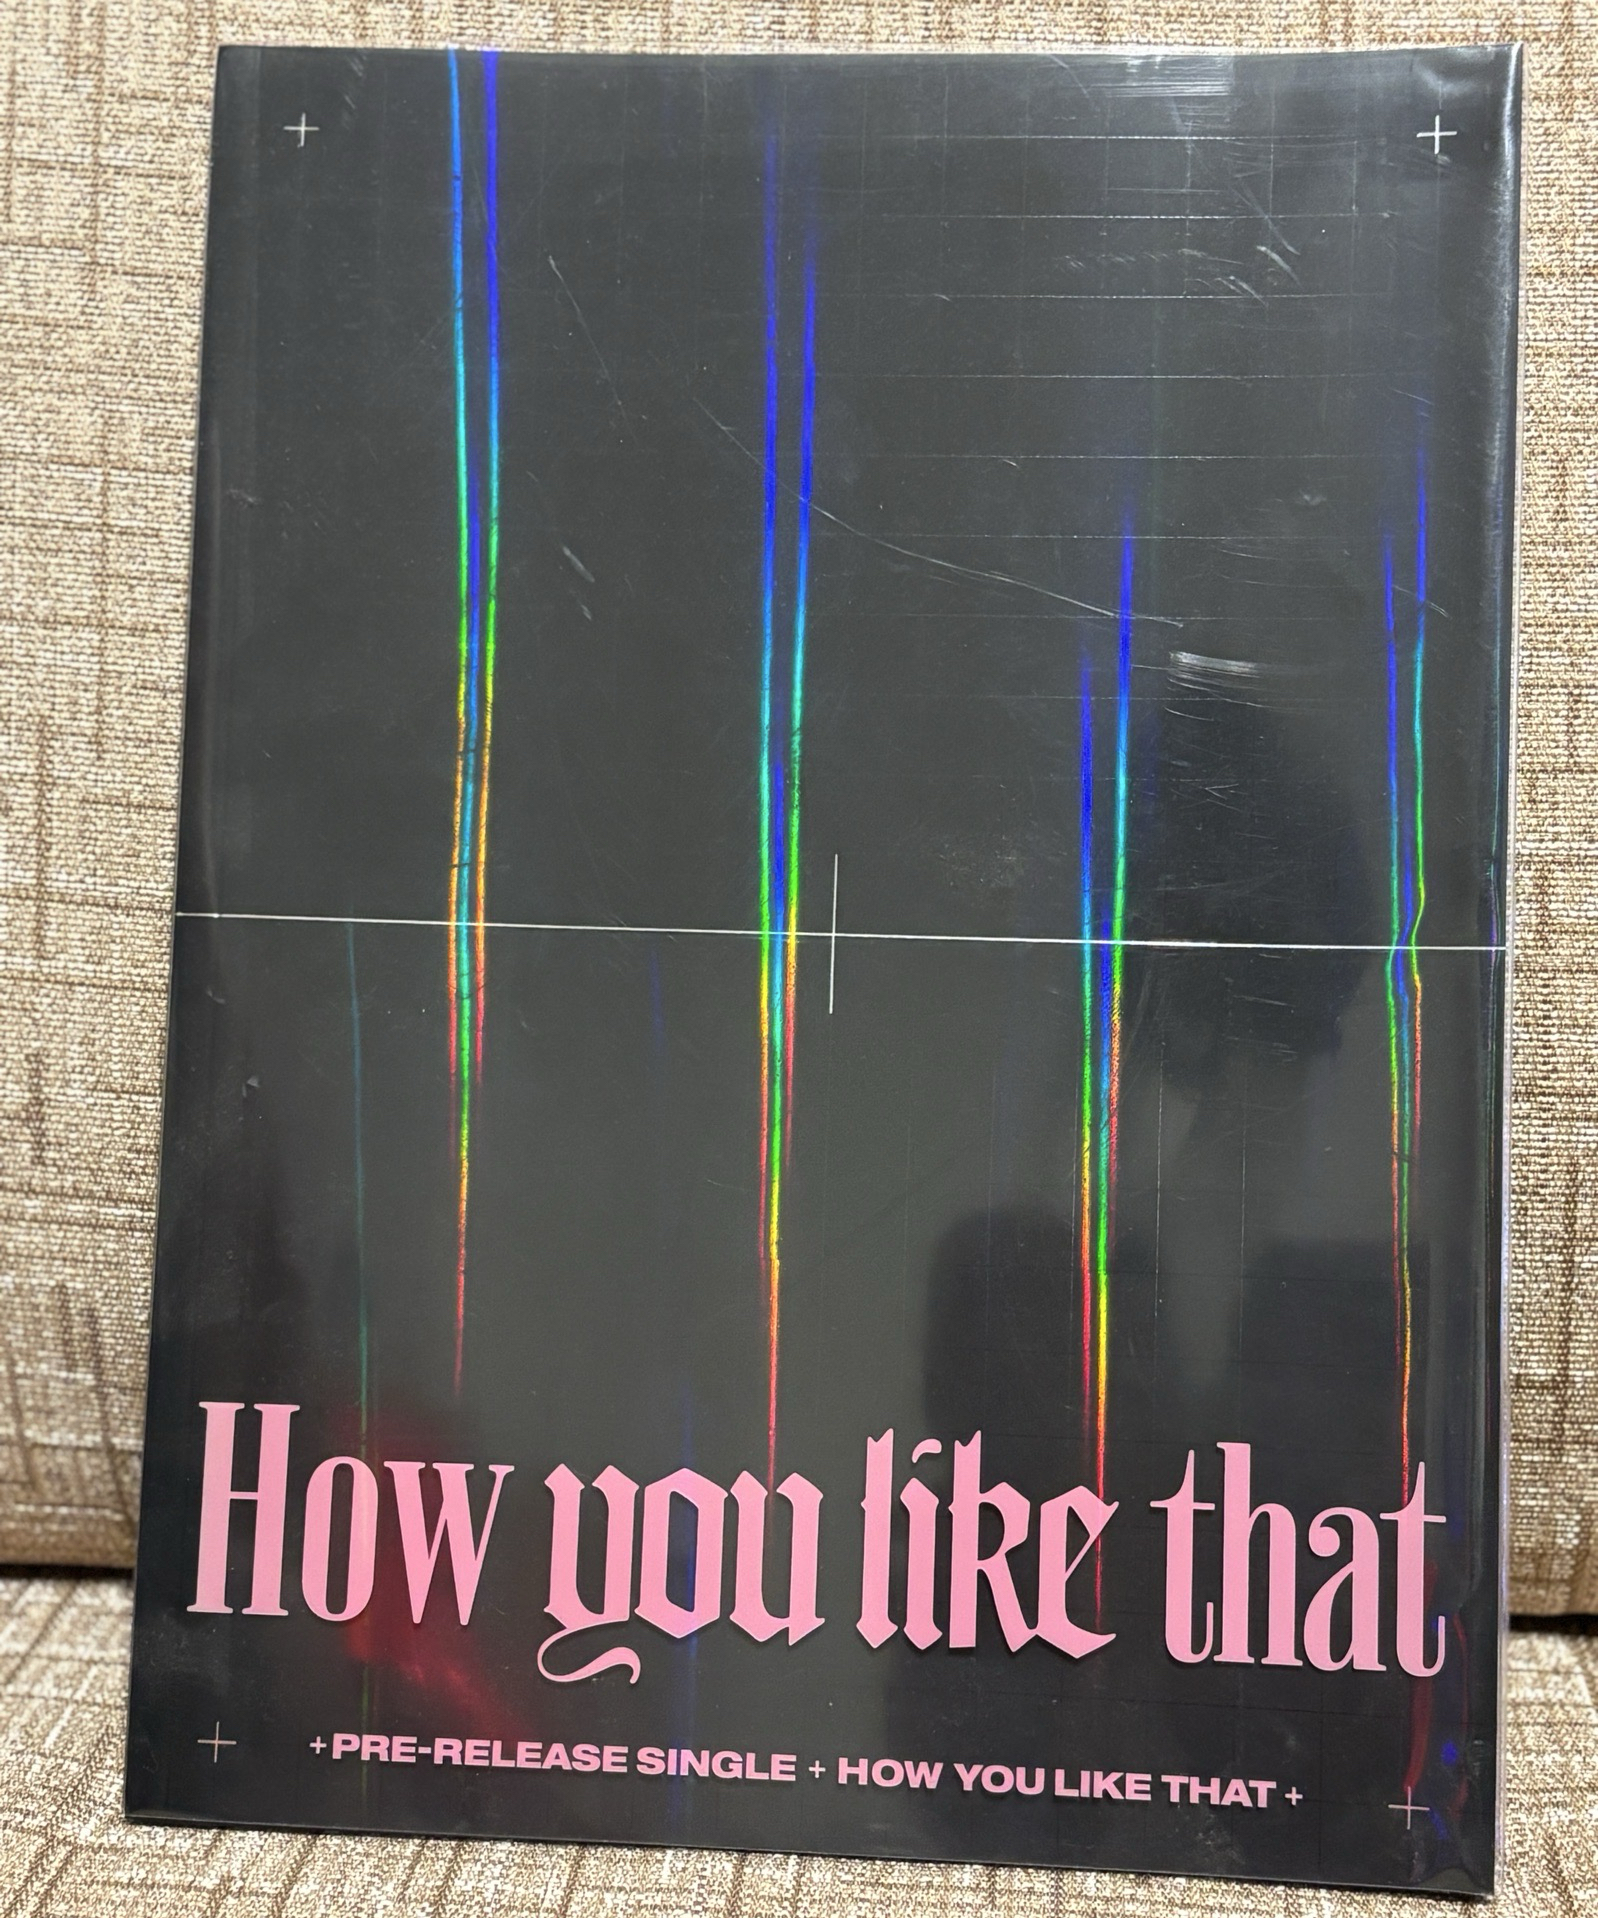 How you like that
+ PRE-RELEASE SINGLE + HOW YOU LIKE THAT +